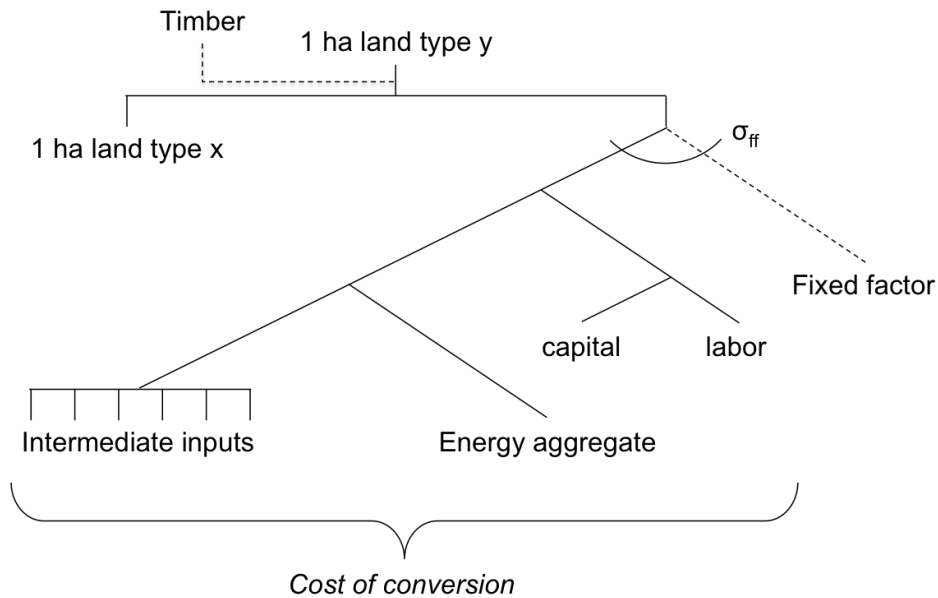 Timber
1 ha land type y
1 ha land type x
σff
Fixed factor
capital
labor
Intermediate inputs
Energy aggregate
Cost of conversion